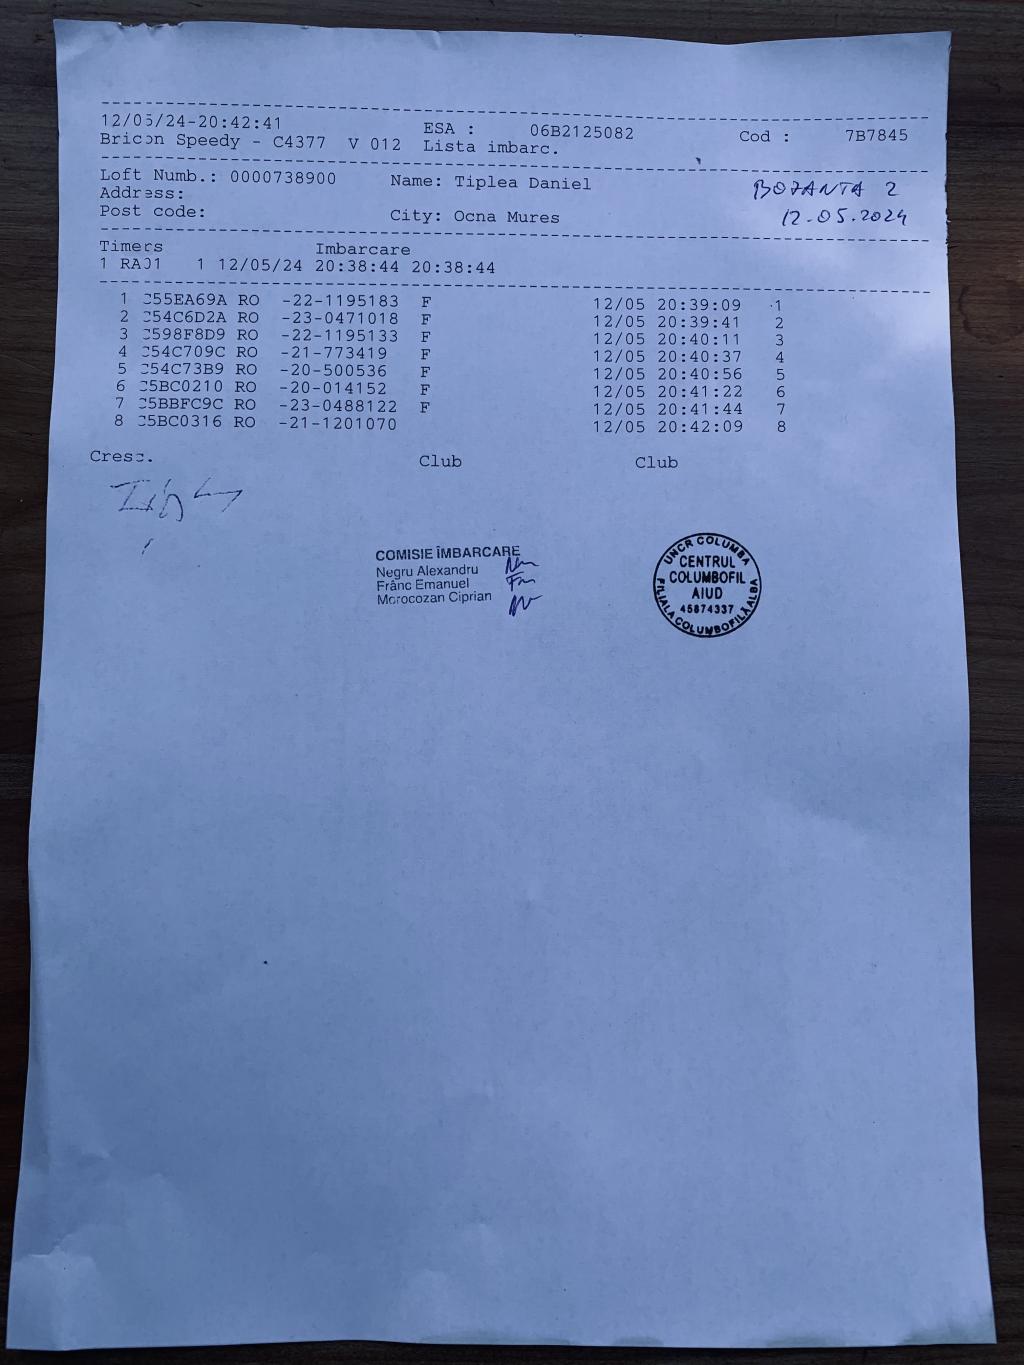 12/05/24-20:42:41 ESA : 06B2125082 Cod : 7B7845
Bricon Speedy - C4377 V 012 Lista imbarc.
Loft Numb.: 0000738900 Name: Tiplea Daniel
Address: BOZANTA 2
Post code: City: Ocna Mures 12.05.2024
Timers Imbarcare
1 RA01 1 12/05/24 20:38:44 20:38:44
1 C55EA69A RO -22-1195183 F 12/05 20:39:09 1
2 C54C6D2A RO -23-0471018 F 12/05 20:39:41 2
3 C598F8D9 RO -22-1195133 F 12/05 20:40:11 3
4 C54C709C RO -21-773419 F 12/05 20:40:37 4
5 C54C73B9 RO -20-500536 F 12/05 20:40:56 5
6 C5BC0210 RO -20-014152 F 12/05 20:41:22 6
7 C5BBFC9C RO -23-0488122 F 12/05 20:41:44 7
8 C5BC0316 RO -21-1201070 12/05 20:42:09 8
Cresc. Club Club
COMISIE ÎMBARCARE
Negru Alexandru
Frânc Emanuel
Morocozan Ciprian
UNCR COLUMBA
CENTRUL
COLUMBOFIL
AIUD
45874337
FILIALA COLUMBOFILĂ ALBA